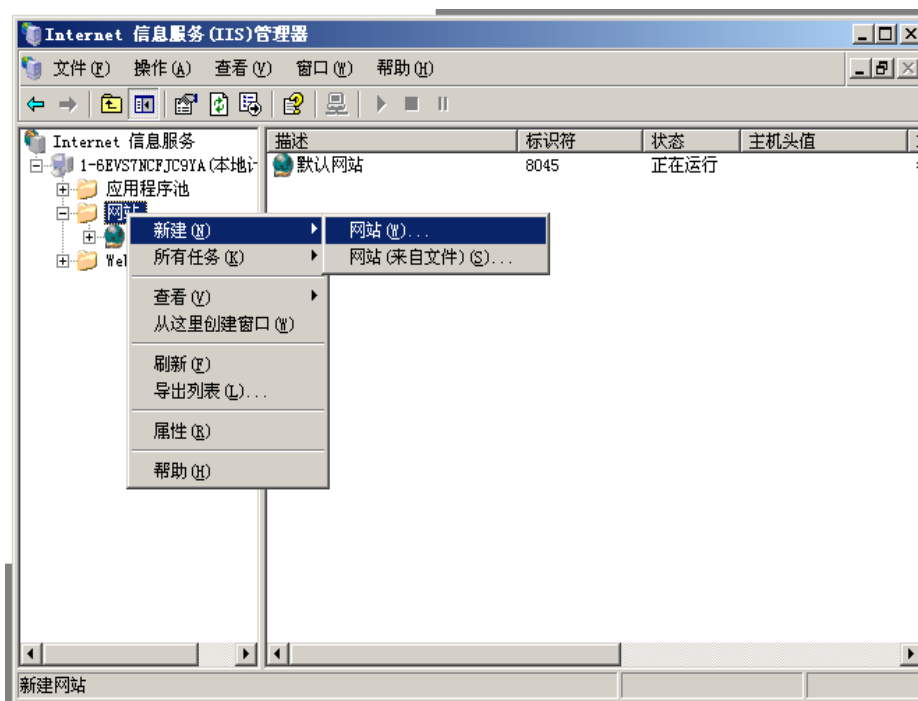 Internet 信息服务(IIS)管理器
文件(F) 操作(A) 查看(V) 窗口(W) 帮助(H)
Internet 信息服务
描述 标识符 状态 主机头值
1-6EVS7NCFJC9YA(本地计
默认网站 8045 正在运行
应用程序池
网站
新建(N) 网站(W)...
所有任务(K) 网站(来自文件)(S)...
Wel
查看(V)
从这里创建窗口(W)
刷新(F)
导出列表(L)...
属性(R)
帮助(H)
新建网站